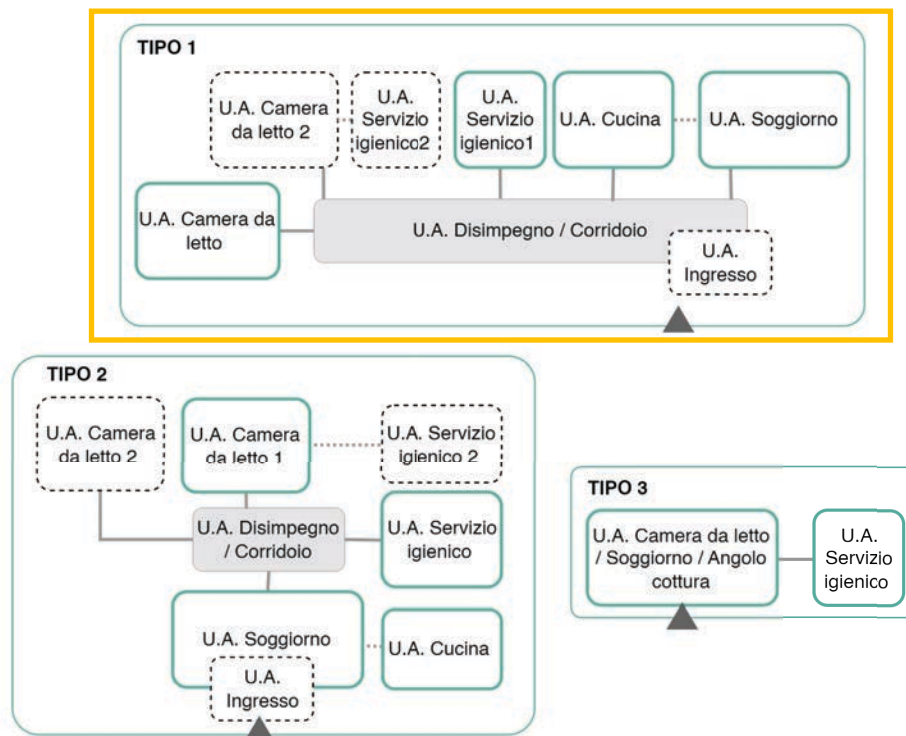 TIPO 1
U.A. Camera
da letto 2
U.A.
Servizio
igienico2
U.A.
Servizio
igienico1
U.A. Cucina
U.A. Soggiorno
U.A. Camera da
letto
U.A. Disimpegno / Corridoio
U.A.
Ingresso
TIPO 2
U.A. Camera
da letto 2
U.A. Camera
da letto 1
U.A. Servizio
igienico 2
U.A. Disimpegno
/ Corridoio
U.A. Servizio
igienico
U.A. Soggiorno
U.A. Cucina
U.A.
Ingresso
TIPO 3
U.A. Camera da letto
/ Soggiorno / Angolo
cottura
U.A.
Servizio
igienico